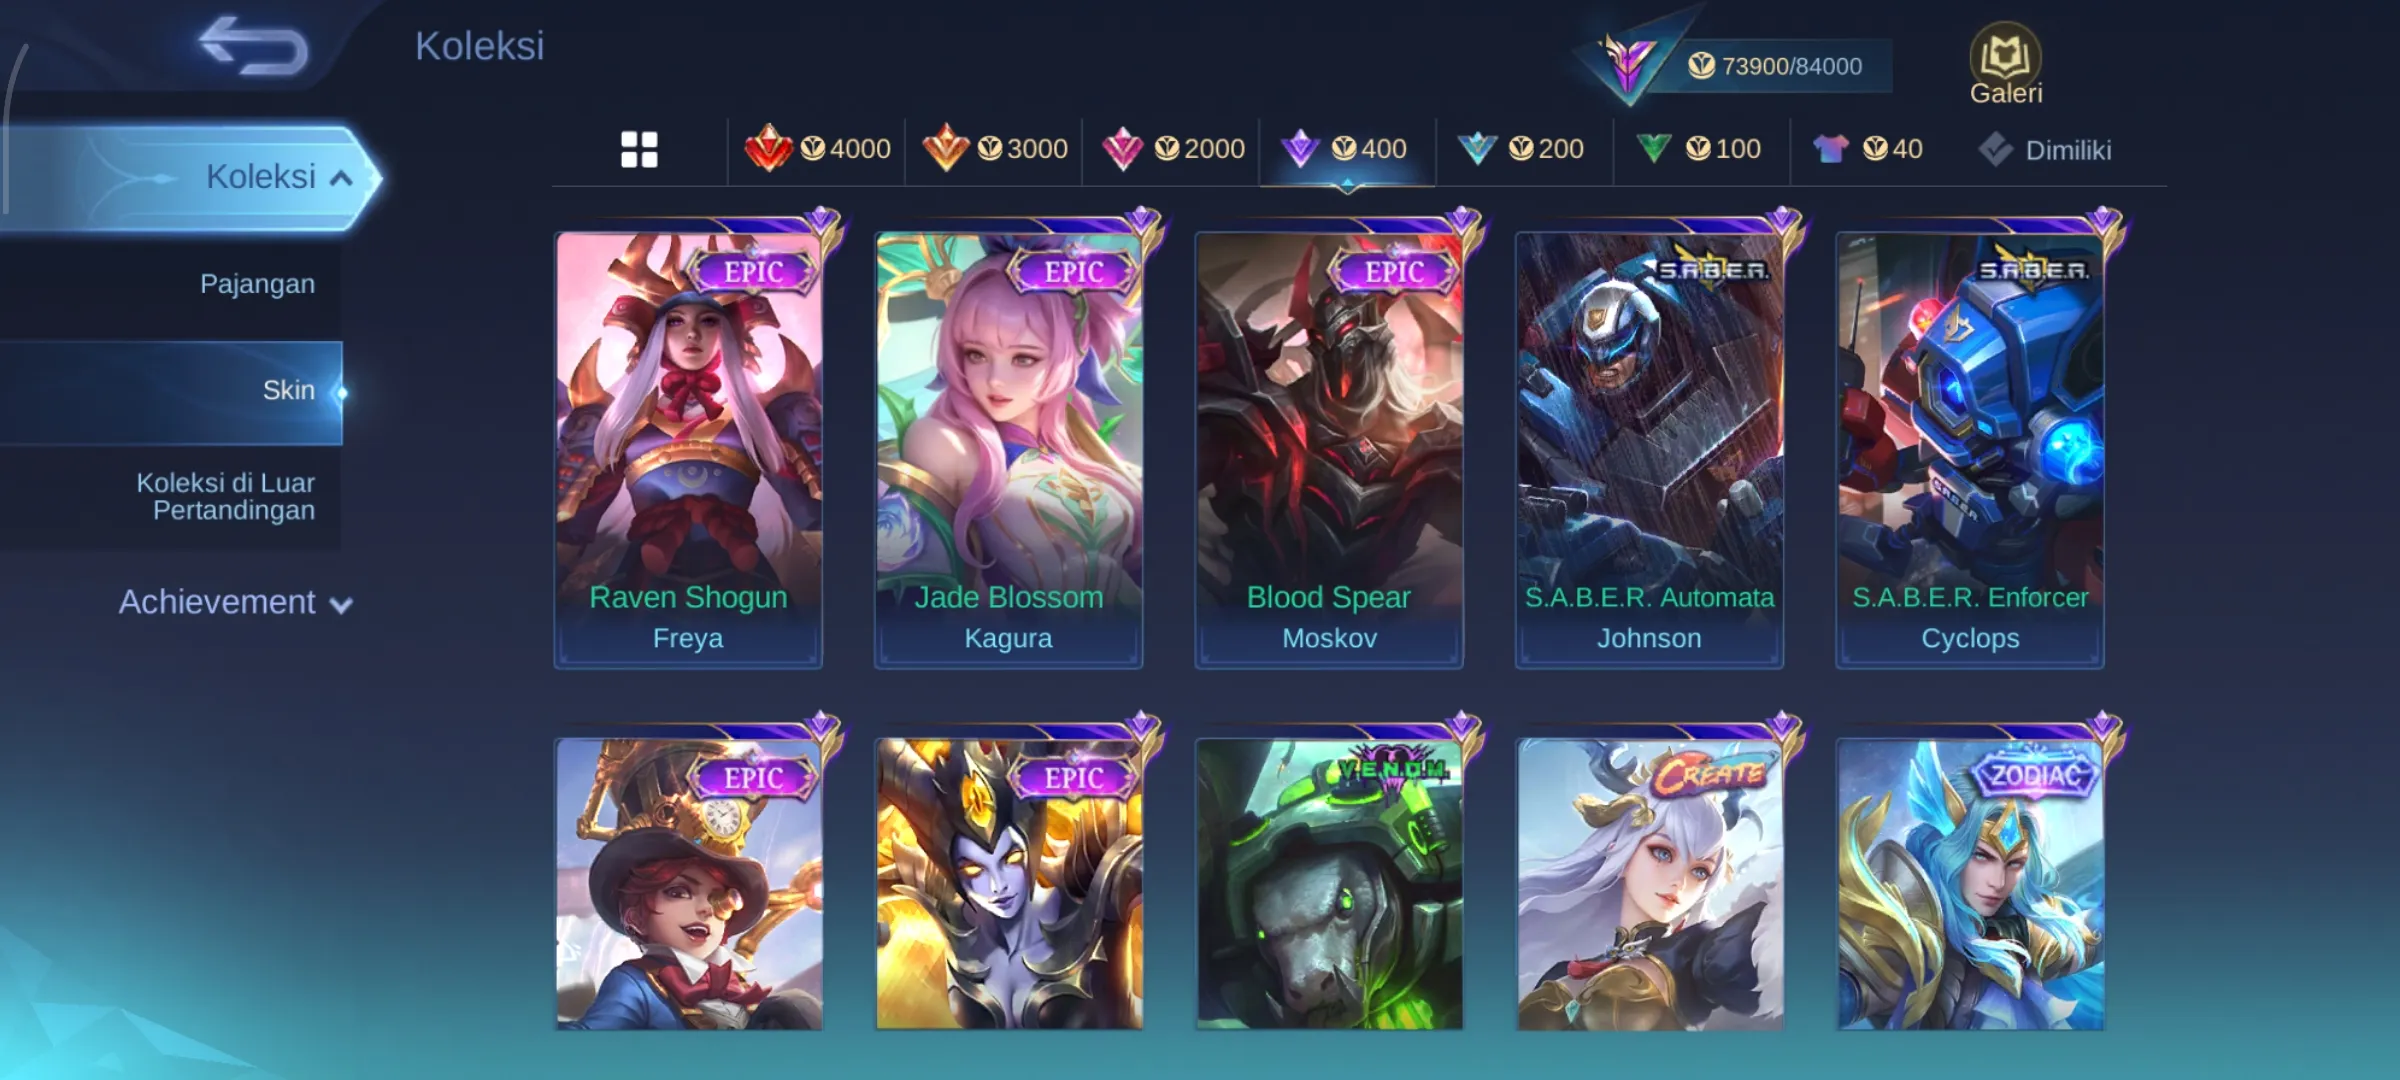 Koleksi
73900/84000
Galeri
4000
3000
2000
400
200
100
40
Dimiliki
Koleksi
Pajangan
Skin
Koleksi di Luar
Pertandingan
Achievement
EPIC
EPIC
EPIC
S.A.B.E.R.
S.A.B.E.R.
Raven Shogun
Jade Blossom
Blood Spear
S.A.B.E.R. Automata
S.A.B.E.R. Enforcer
Freya
Kagura
Moskov
Johnson
Cyclops
EPIC
EPIC
V.E.N.O.M.
CREATE
ZODIAC